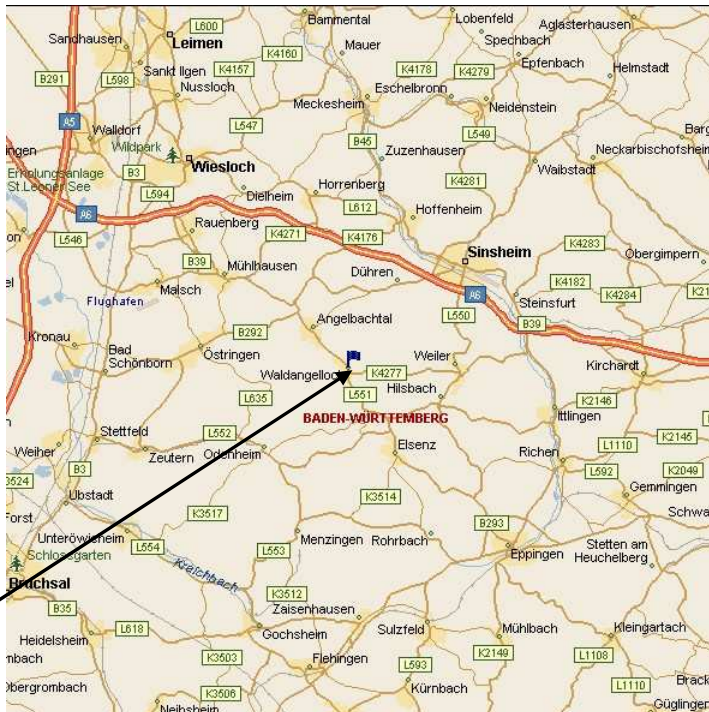 L600
Bammental
Lobenfeld
Aglasterhausen
Sandhausen
Leimen
K4160
Mauer
Spechbach
Epfenbach
B291
L598
Sankt Ilgen
K4157
K4178
K4279
Helmstadt
Nussloch
Eschelbronn
Meckesheim
Neidenstein
A5
Walldorf
L547
B45
L549
Wildpark
Zuzenhausen
Neckarbischofsheim
Erholungsanlage
St.Leoner See
B3
Wiesloch
Waibstadt
K4281
L594
Dielheim
Horrenberg
L612
Hoffenheim
A6
L546
Rauenberg
K4271
K4176
K4283
Sinsheim
Obergimpern
B39
Mühlhausen
Dühren
K4182
K4284
Malsch
A6
Steinsfurt
Flughafen
L550
Angelbachtal
B39
Kronau
B292
Bad
Schönborn
Östringen
Weiler
Kirchardt
Waldangelloch
K4277
Hilsbach
L635
L551
K2146
BADEN-WÜRTTEMBERG
Ittlingen
Stettfeld
L552
L1110
K2145
Weiher
Zeutern
Odenheim
Elsenz
Richen
B3
L592
K2049
K3514
Gemmingen
Ubstadt
K3517
B293
Forst
Unteröwisheim
L554
Menzingen
Rohrbach
Stetten am
Heuchelberg
Schlossgarten
L553
Eppingen
Kraichbach
Bruchsal
K3512
B35
Zaisenhausen
L618
Gochsheim
Sulzfeld
Mühlbach
Kleingartach
Heidelsheim
K3503
K2149
L1108
Flehingen
L593
Obergrombach
K3506
Kürnbach
L1110
Neibsheim
Güglingen